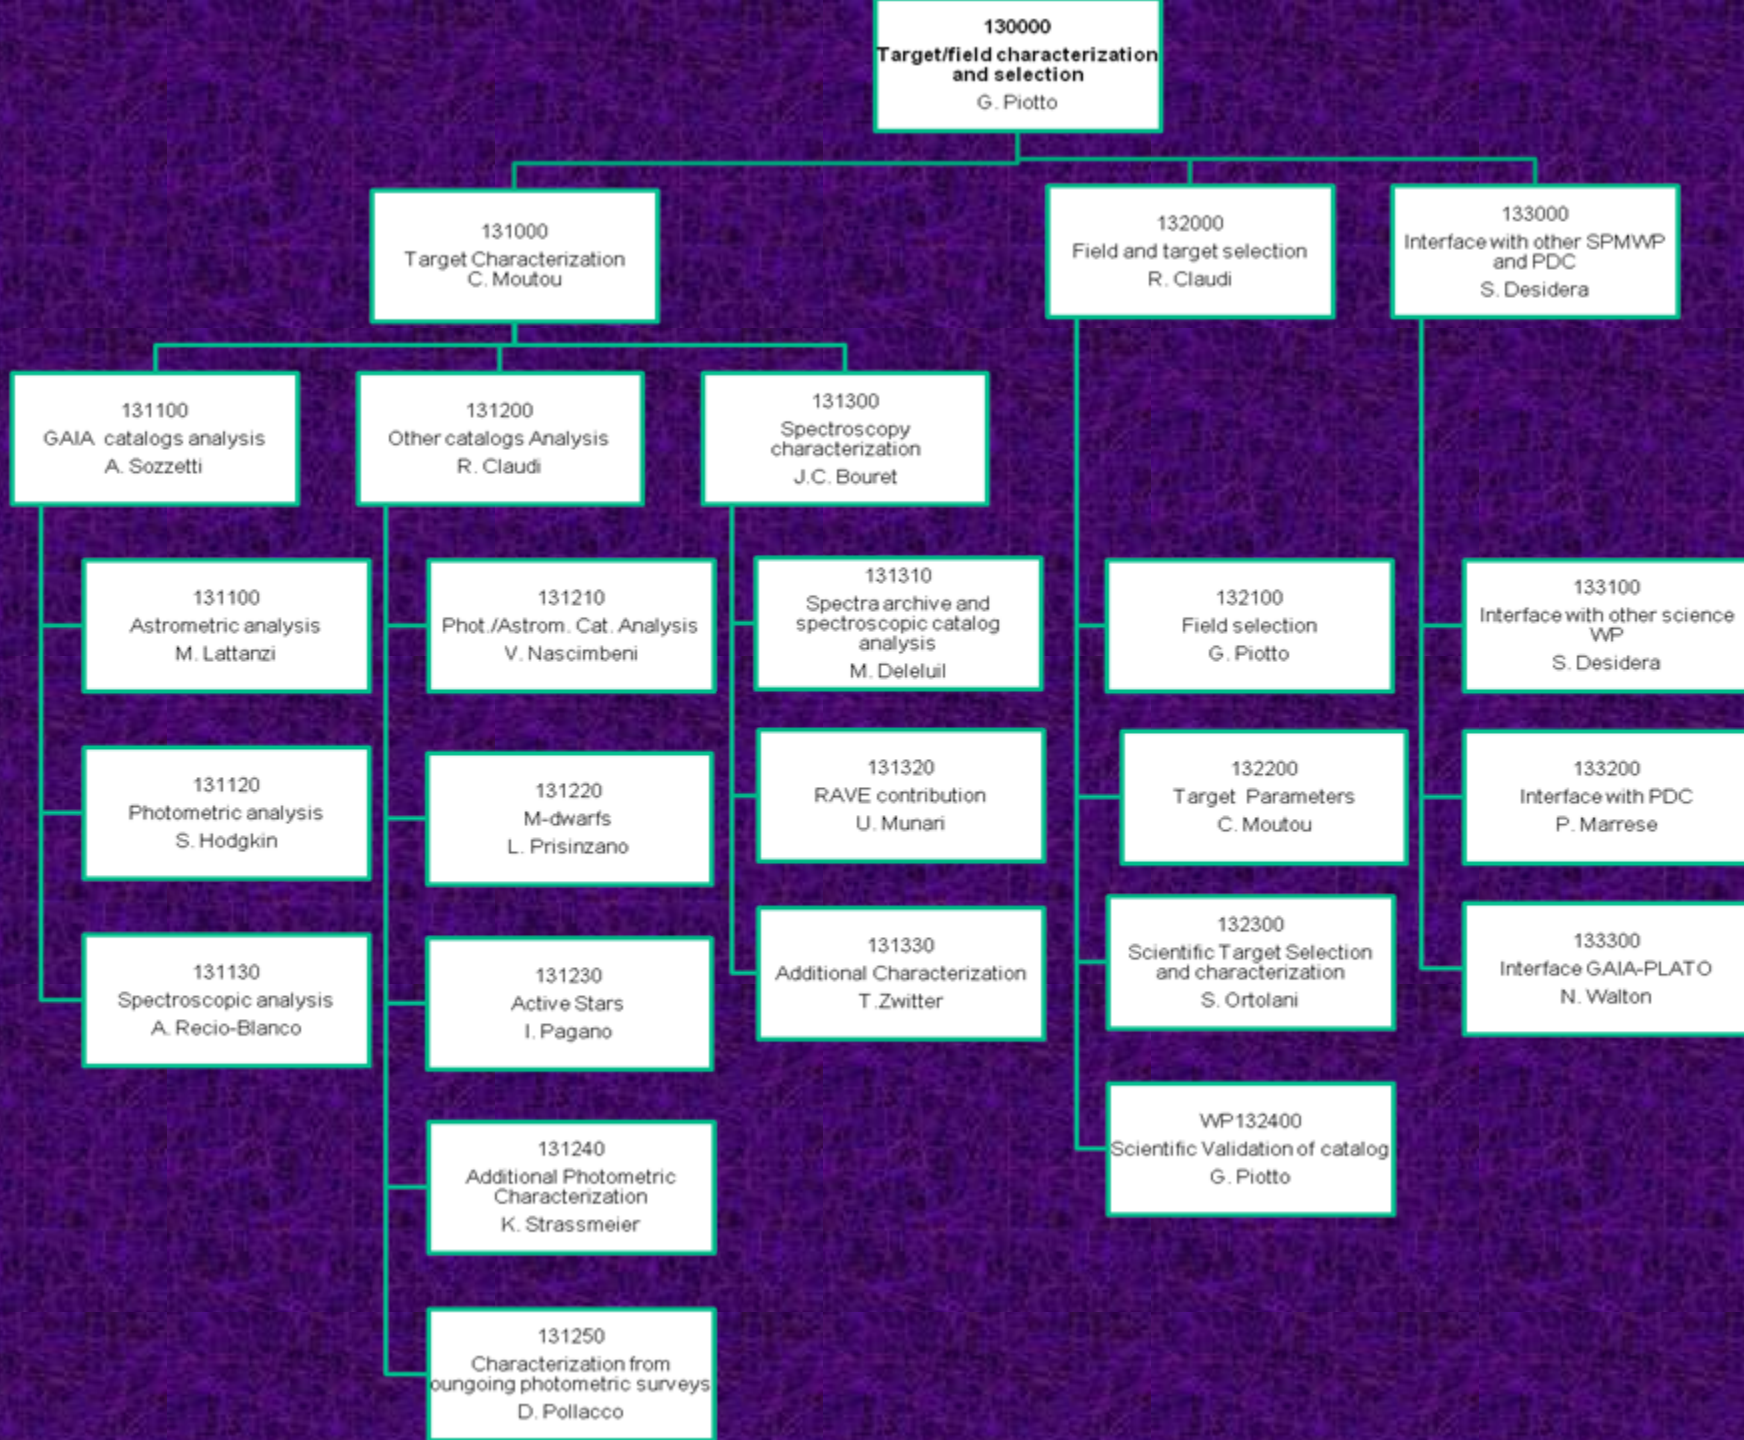 130000
Target/field characterization
and selection
G. Piotto
131000
Target Characterization
C. Moutou
132000
Field and target selection
R. Claudi
133000
Interface with other SPMWP
and PDC
S. Desidera
131100
GAIA catalogs analysis
A. Sozzetti
131200
Other catalogs Analysis
R. Claudi
131300
Spectroscopy
characterization
J.C. Bouret
131100
Astrometric analysis
M. Lattanzi
131120
Photometric analysis
S. Hodgkin
131130
Spectroscopic analysis
A. Recio-Blanco
131210
Phot./Astrom. Cat. Analysis
V. Nascimbeni
131220
M-dwarfs
L. Prisinzano
131230
Active Stars
I. Pagano
131240
Additional Photometric
Characterization
K. Strassmeier
131250
Characterization from
oungoing photometric surveys
D. Pollacco
131310
Spectra archive and
spectroscopic catalog
analysis
M. Deleluil
131320
RAVE contribution
U. Munari
131330
Additional Characterization
T.Zwitter
132100
Field selection
G. Piotto
132200
Target Parameters
C. Moutou
132300
Scientific Target Selection
and characterization
S. Ortolani
WP132400
Scientific Validation of catalog
G. Piotto
133100
Interface with other science
WP
S. Desidera
133200
Interface with PDC
P. Marrese
133300
Interface GAIA-PLATO
N. Walton